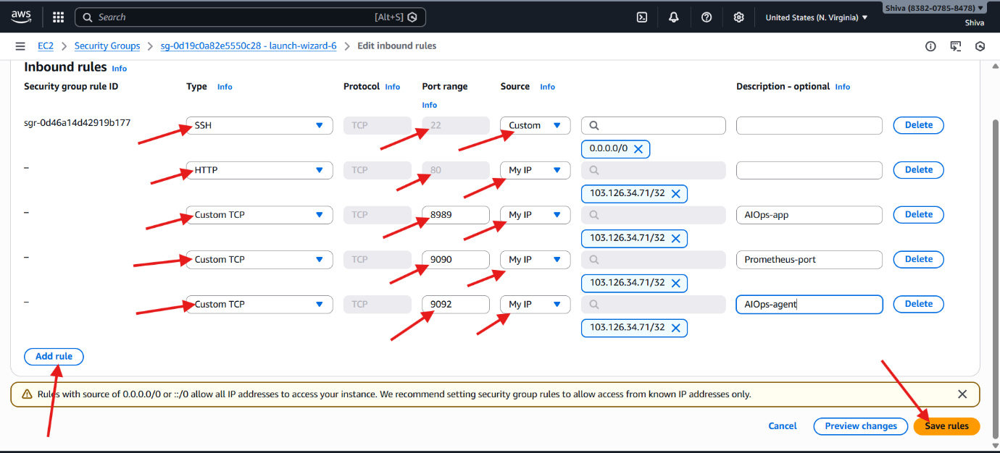 aws
Search [Alt+S]
United States (N. Virginia)
Shiva (8382-0785-8478)
Shiva
EC2 > Security Groups > sg-0d19c0a82e5550c28 - launch-wizard-6 > Edit inbound rules
Inbound rules Info
Security group rule ID Type Info Protocol Info Port range Source Info Description - optional Info
Info
sgr-0d46a14d42919b177 SSH TCP 22 Custom Delete
0.0.0.0/0
– HTTP TCP 80 My IP Delete
103.126.34.71/32
– Custom TCP TCP 8989 My IP AIOps-app Delete
103.126.34.71/32
– Custom TCP TCP 9090 My IP Prometheus-port Delete
103.126.34.71/32
– Custom TCP TCP 9092 My IP AIOps-agent Delete
103.126.34.71/32
Add rule
Rules with source of 0.0.0.0/0 or ::/0 allow all IP addresses to access your instance. We recommend setting security group rules to allow access from known IP addresses only.
Cancel Preview changes Save rules